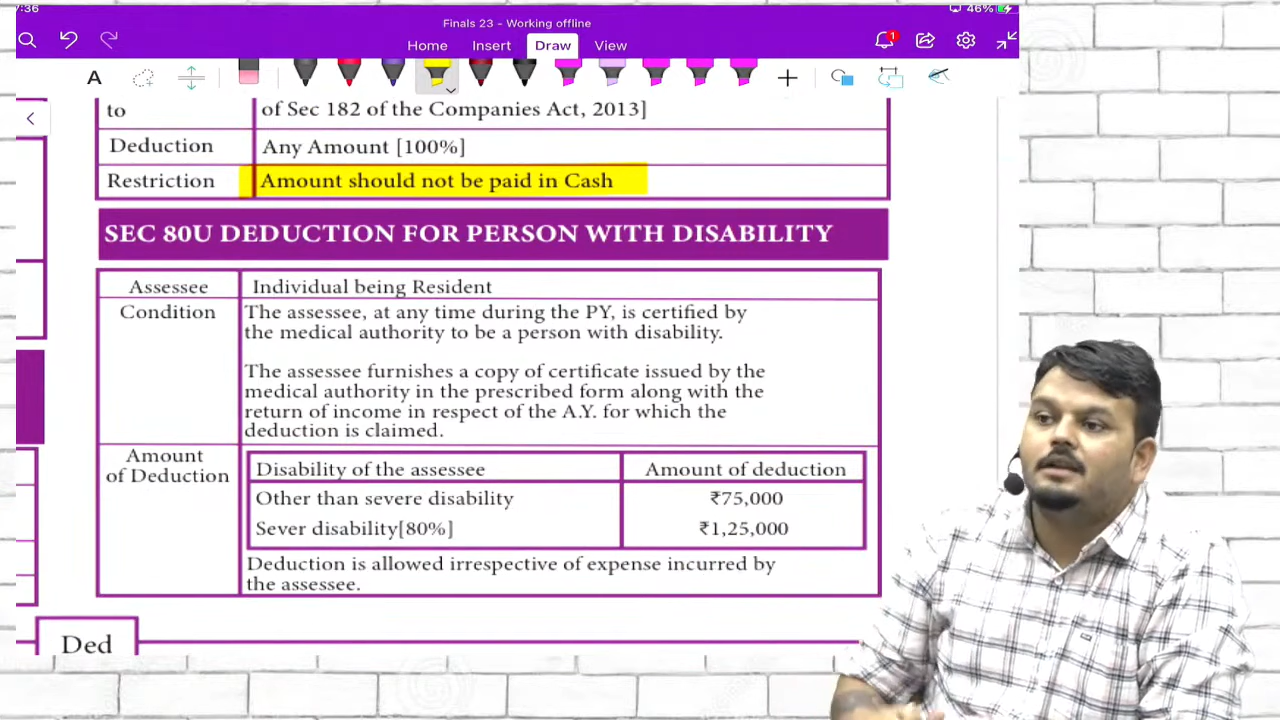 7:36
46%
Finals 23 - Working offline
Home Insert Draw View
1
A
to of Sec 182 of the Companies Act, 2013]
Deduction Any Amount [100%]
Restriction Amount should not be paid in Cash
SEC 80U DEDUCTION FOR PERSON WITH DISABILITY
Assessee Individual being Resident
Condition The assessee, at any time during the PY, is certified by
the medical authority to be a person with disability.
The assessee furnishes a copy of certificate issued by the
medical authority in the prescribed form along with the
return of income in respect of the A.Y. for which the
deduction is claimed.
Amount
of Deduction
Disability of the assessee Amount of deduction
Other than severe disability ₹75,000
Sever disability[80%] ₹1,25,000
Deduction is allowed irrespective of expense incurred by
the assessee.
Ded